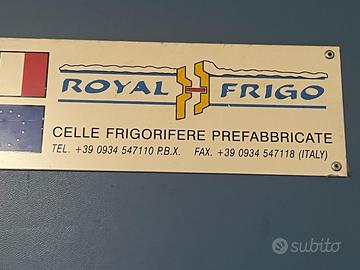 ROYAL FRIGO
CELLE FRIGORIFERE PREFABBRICATE
TEL. +39 0934 547110 P.B.X. FAX. +39 0934 547118 (ITALY)
subito